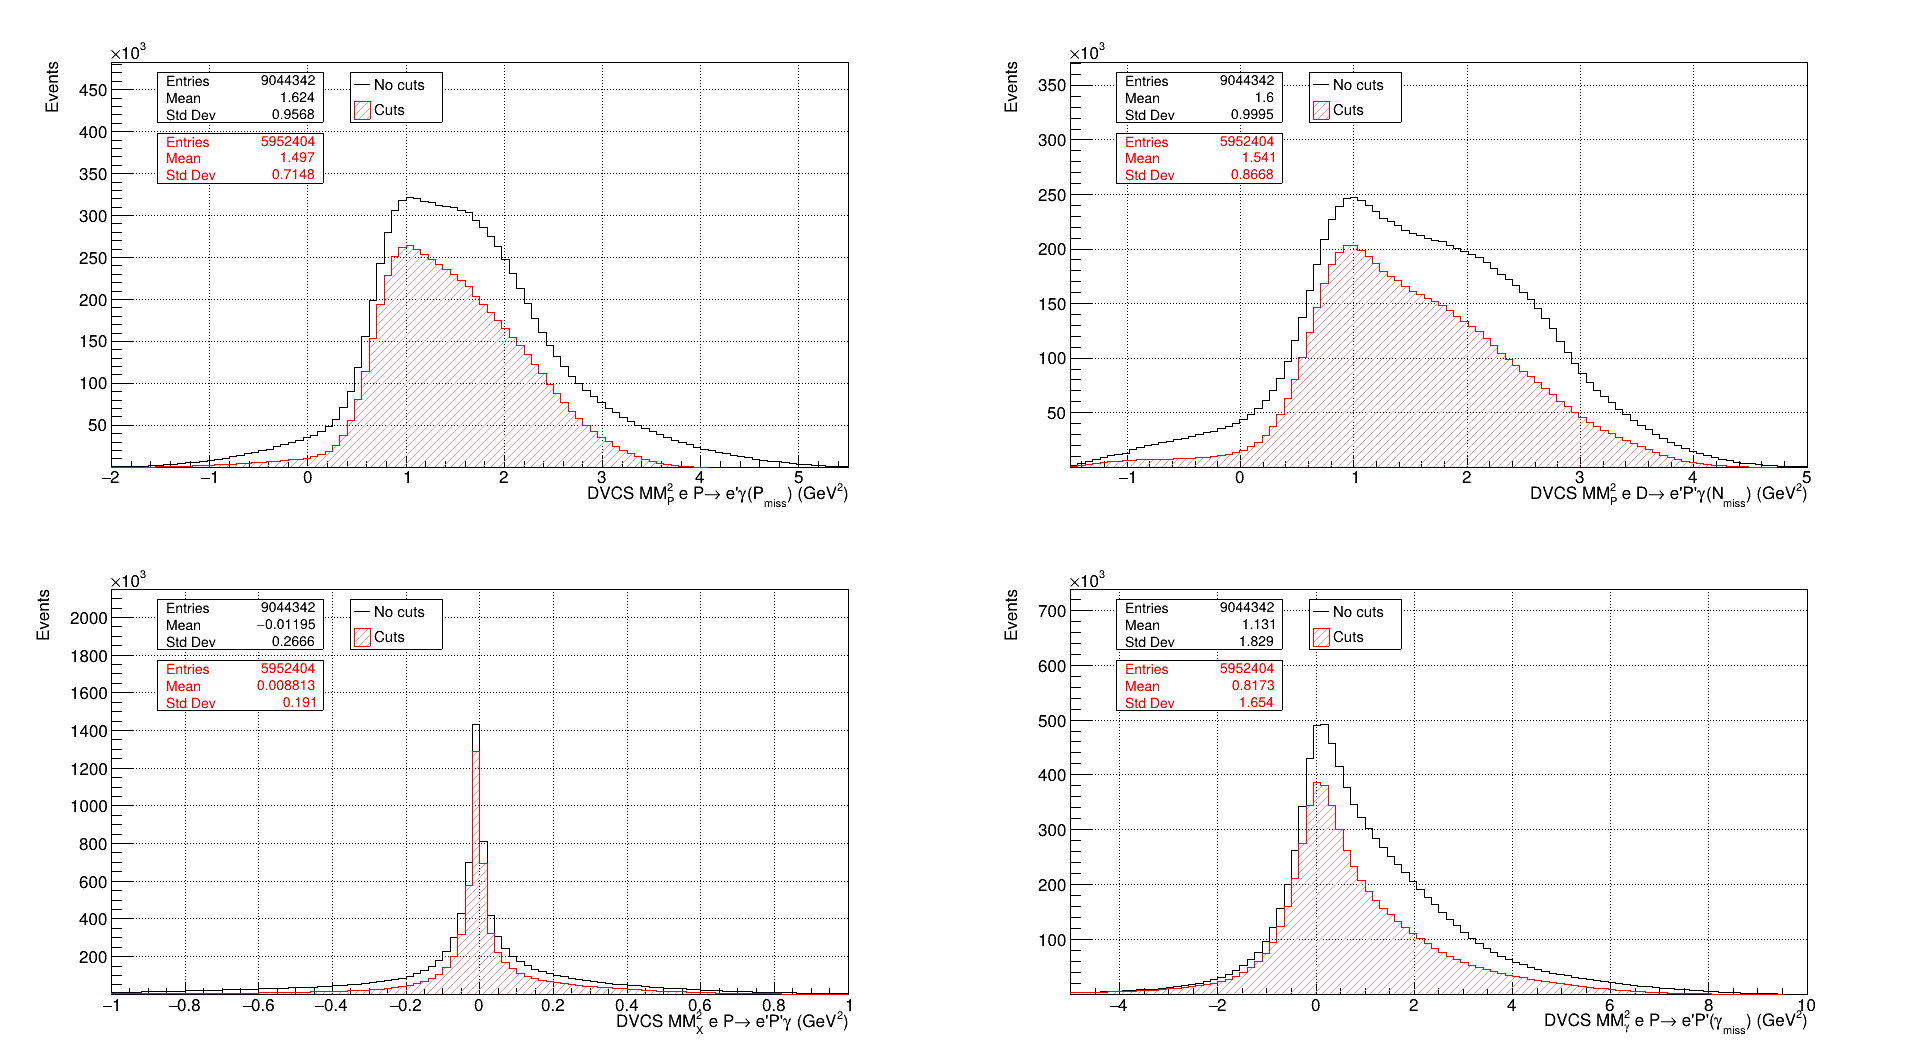 ×10³
Events
Entries 9044342
Mean 1.624
Std Dev 0.9568
Entries 5952404
Mean 1.497
Std Dev 0.7148
No cuts
Cuts
450
400
350
300
250
200
150
100
50
−2 −1 0 1 2 3 4 5
DVCS MM²_P e P→ e'γ(P_miss) (GeV²)
×10³
Events
Entries 9044342
Mean 1.6
Std Dev 0.9995
Entries 5952404
Mean 1.541
Std Dev 0.8668
No cuts
Cuts
350
300
250
200
150
100
50
−1 0 1 2 3 4 5
DVCS MM²_P e D→ e'P'γ(N_miss) (GeV²)
×10³
Events
Entries 9044342
Mean −0.01195
Std Dev 0.2666
Entries 5952404
Mean 0.008813
Std Dev 0.191
No cuts
Cuts
2000
1800
1600
1400
1200
1000
800
600
400
200
−1 −0.8 −0.6 −0.4 −0.2 0 0.2 0.4 0.6 0.8 1
DVCS MM²_X e P→ e'P'γ (GeV²)
×10³
Events
Entries 9044342
Mean 1.131
Std Dev 1.829
Entries 5952404
Mean 0.8173
Std Dev 1.654
No cuts
Cuts
700
600
500
400
300
200
100
−4 −2 0 2 4 6 8 10
DVCS MM²_γ e P→ e'P'(γ_miss) (GeV²)